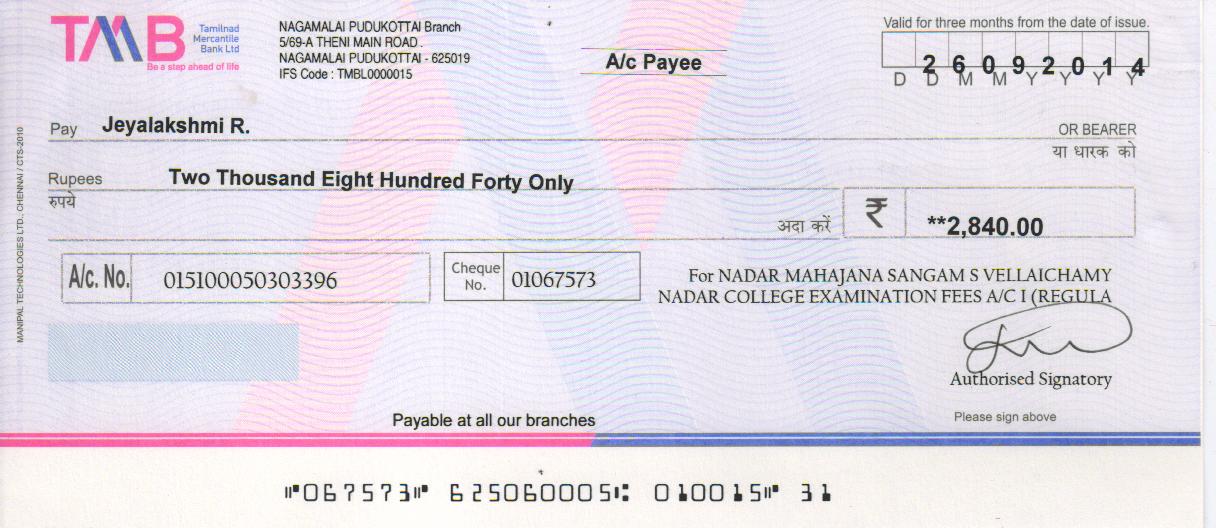 TMB Tamilnad
Mercantile
Bank Ltd
Be a step ahead of life
NAGAMALAI PUDUKOTTAI Branch
5/69-A THENI MAIN ROAD .
NAGAMALAI PUDUKOTTAI - 625019
IFS Code : TMBL0000015
A/c Payee
Valid for three months from the date of issue.
2 6 0 9 2 0 1 4
D D M M Y Y Y Y
Pay Jeyalakshmi R.
OR BEARER
या धारक को
Rupees Two Thousand Eight Hundred Forty Only
रुपये
अदा करें ₹ **2,840.00
A/c. No. 015100050303396
Cheque No. 01067573
For NADAR MAHAJANA SANGAM S VELLAICHAMY
NADAR COLLEGE EXAMINATION FEES A/C I (REGULA
Authorised Signatory
Please sign above
Payable at all our branches
MANIPAL TECHNOLOGIES LTD., CHENNAI / CTS-2010
⑈067573⑈ 625060005⑆ 010015⑈ 31